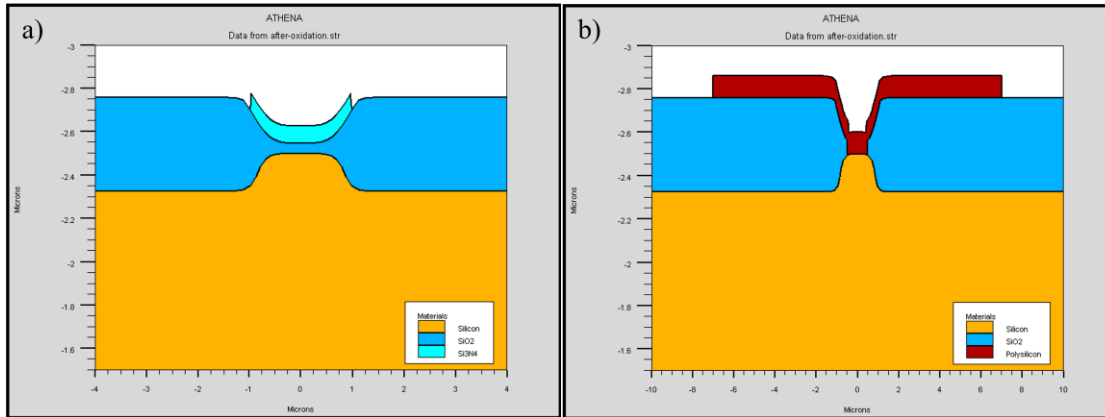 a)
ATHENA
Data from after-oxidation.str
-3
-2.8
-2.6
-2.4
-2.2
-2
-1.8
-1.6
Microns
-4
-3
-2
-1
0
1
2
3
4
Microns
Materials
Silicon
SiO2
Si3N4
b)
ATHENA
Data from after-oxidation.str
-3
-2.8
-2.6
-2.4
-2.2
-2
-1.8
-1.6
Microns
-10
-8
-6
-4
-2
0
2
4
6
8
10
Microns
Materials
Silicon
SiO2
Polysilicon